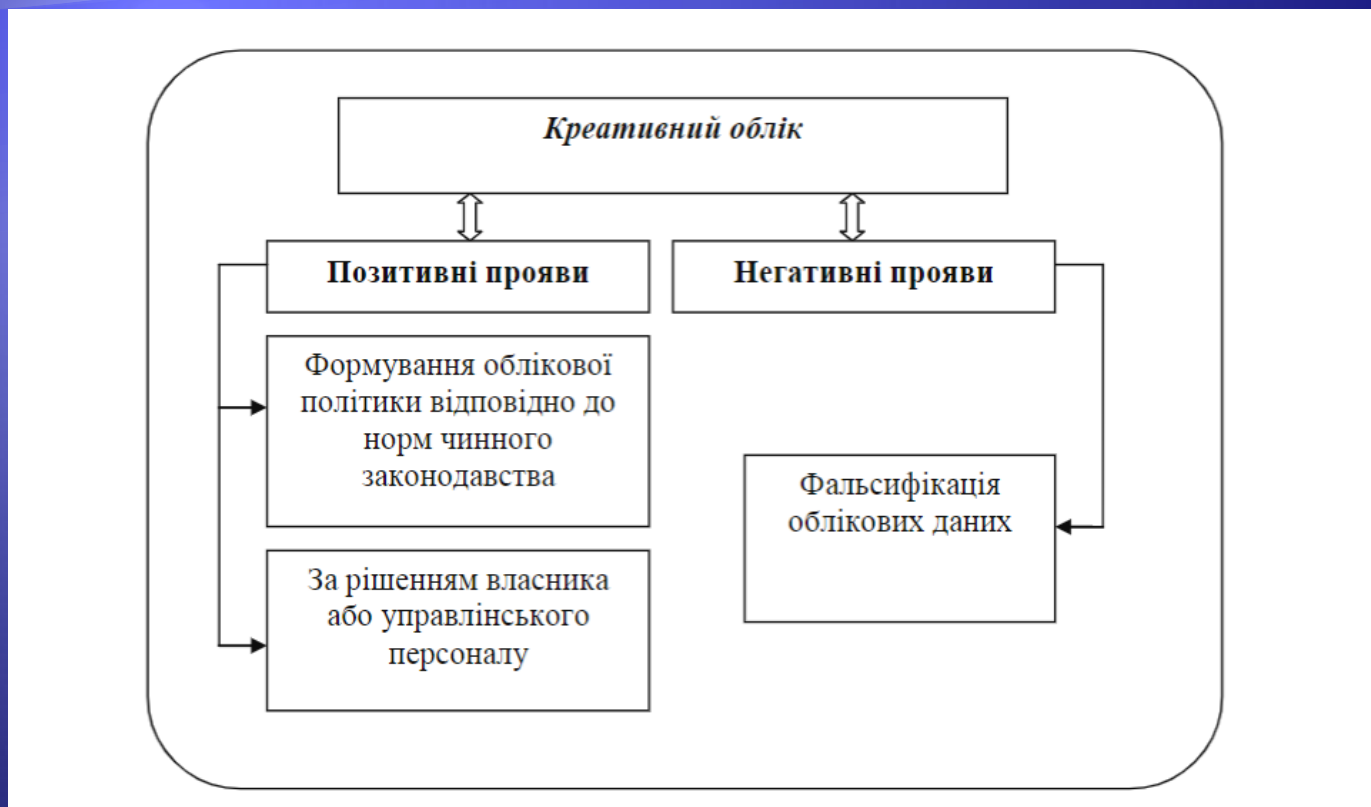 Креативний облік
Позитивні прояви
Негативні прояви
Формування облікової
політики відповідно до
норм чинного
законодавства
Фальсифікація
облікових даних
За рішенням власника
або управлінського
персоналу